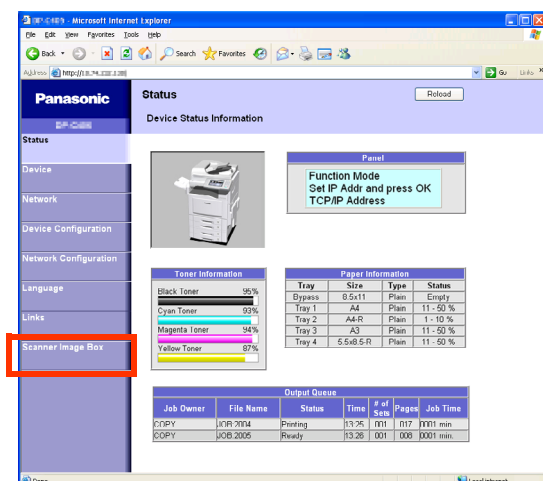 - Microsoft Internet Explorer
File Edit View Favorites Tools Help
Back Search Favorites
Address http://
Go Links
Panasonic
Status
Reload
Device Status Information
Status
Device
Network
Device Configuration
Network Configuration
Language
Links
Scanner Image Box
Panel
Function Mode
Set IP Addr and press OK
TCP/IP Address
Toner Information
Black Toner 95%
Cyan Toner 93%
Magenta Toner 94%
Yellow Toner 87%
Paper Information
Tray Size Type Status
Bypass 8.5x11 Plain Empty
Tray 1 A4 Plain 11 - 50 %
Tray 2 A4-R Plain 1 - 10 %
Tray 3 A3 Plain 11 - 50 %
Tray 4 5.5x8.5-R Plain 11 - 50 %
Output Queue
Job Owner File Name Status Time # of Sets Pages Job Time
COPY JOB:2004 Printing 13:25 001 017 0001 min.
COPY JOB:2005 Ready 13:26 001 008 0001 min.
Done
Local intranet